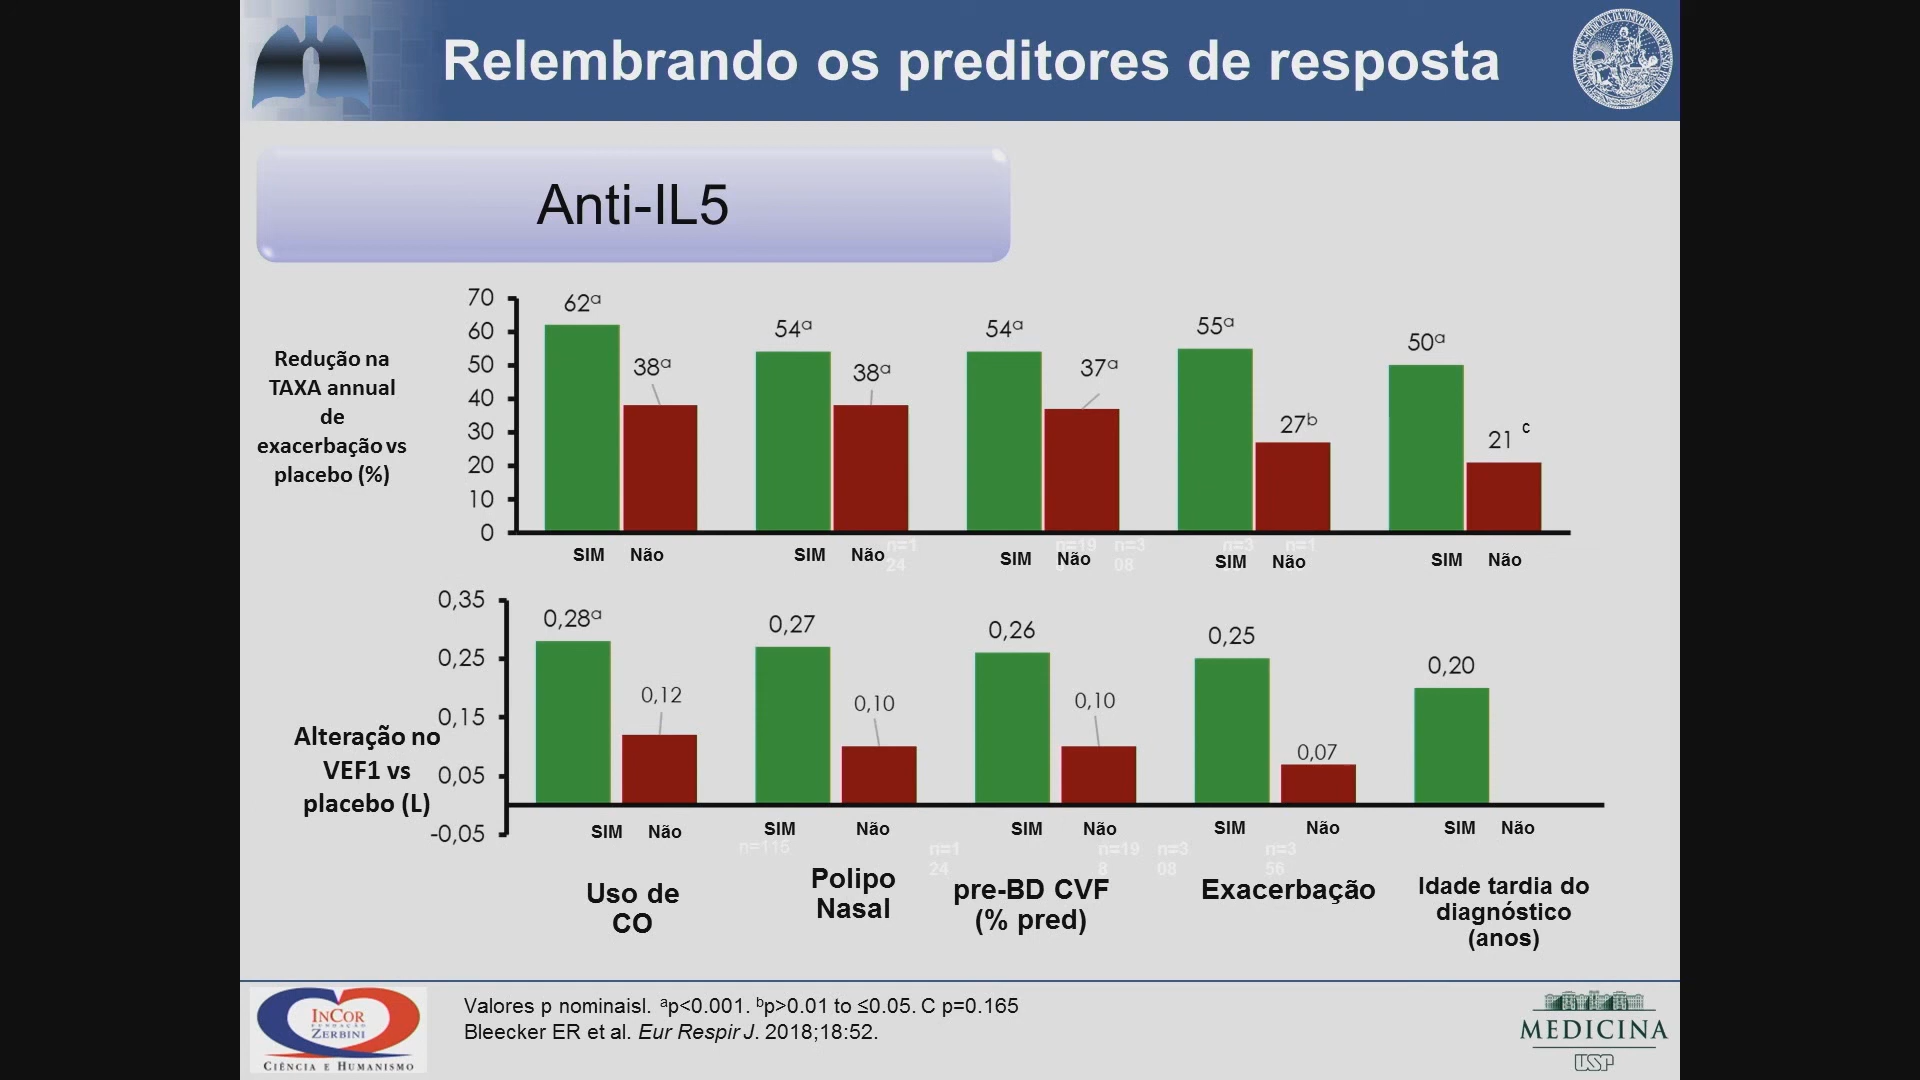 Relembrando os preditores de resposta
Anti-IL5
Redução na
TAXA annual
de
exacerbação vs
placebo (%)
70
60
50
40
30
20
10
0
62ª
38ª
54ª
38ª
54ª
37ª
55ª
27ᵇ
50ª
21 c
SIM Não
SIM Não
SIM Não
SIM Não
SIM Não
n=1
24
n=19
n=3
08
n=3
n=1
Alteração no
VEF1 vs
placebo (L)
0,35
0,25
0,15
0,05
-0,05
0,28ª
0,12
0,27
0,10
0,26
0,10
0,25
0,07
0,20
SIM Não
SIM Não
SIM Não
SIM Não
SIM Não
n=115
n=1
24
n=19
8
n=3
08
n=3
56
Uso de
CO
Polipo
Nasal
pre-BD CVF
(% pred)
Exacerbação
Idade tardia do
diagnóstico
(anos)
Valores p nominaisl. ªp<0.001. ᵇp>0.01 to ≤0.05. C p=0.165
Bleecker ER et al. Eur Respir J. 2018;18:52.
INCOR
FUNDAÇÃO
ZERBINI
CIÊNCIA E HUMANISMO
MEDICINA
USP